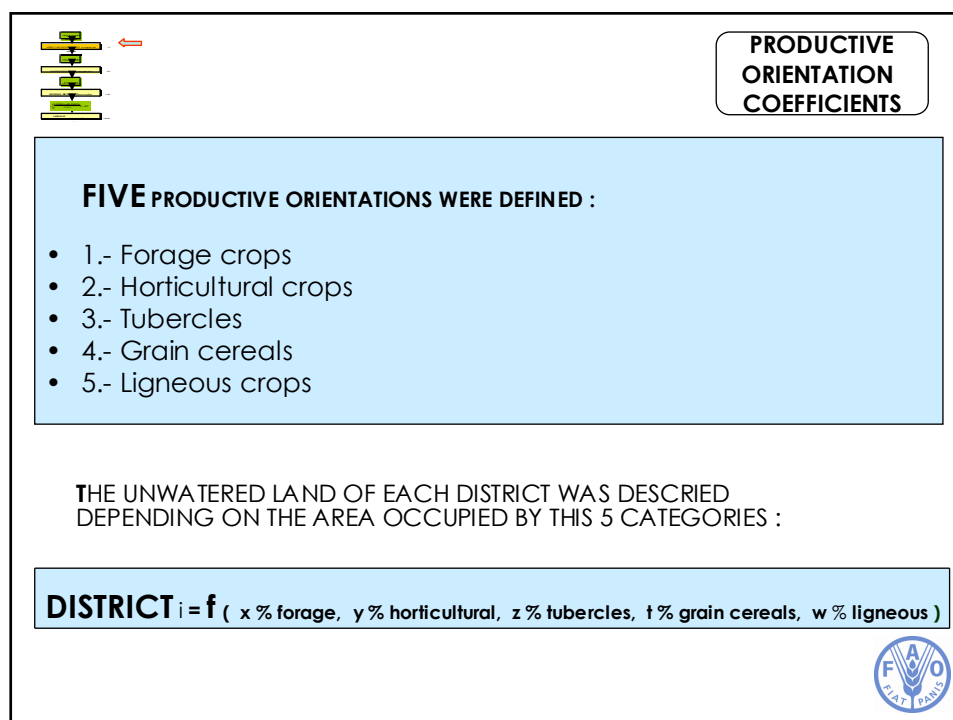 PRODUCTIVE
ORIENTATION
COEFFICIENTS
FIVE PRODUCTIVE ORIENTATIONS WERE DEFINED :
• 1.- Forage crops
• 2.- Horticultural crops
• 3.- Tubercles
• 4.- Grain cereals
• 5.- Ligneous crops
THE UNWATERED LAND OF EACH DISTRICT WAS DESCRIED
DEPENDING ON THE AREA OCCUPIED BY THIS 5 CATEGORIES :
DISTRICT i = f ( x % forage, y % horticultural, z % tubercles, t % grain cereals, w % ligneous )
F A O
FIAT PANIS